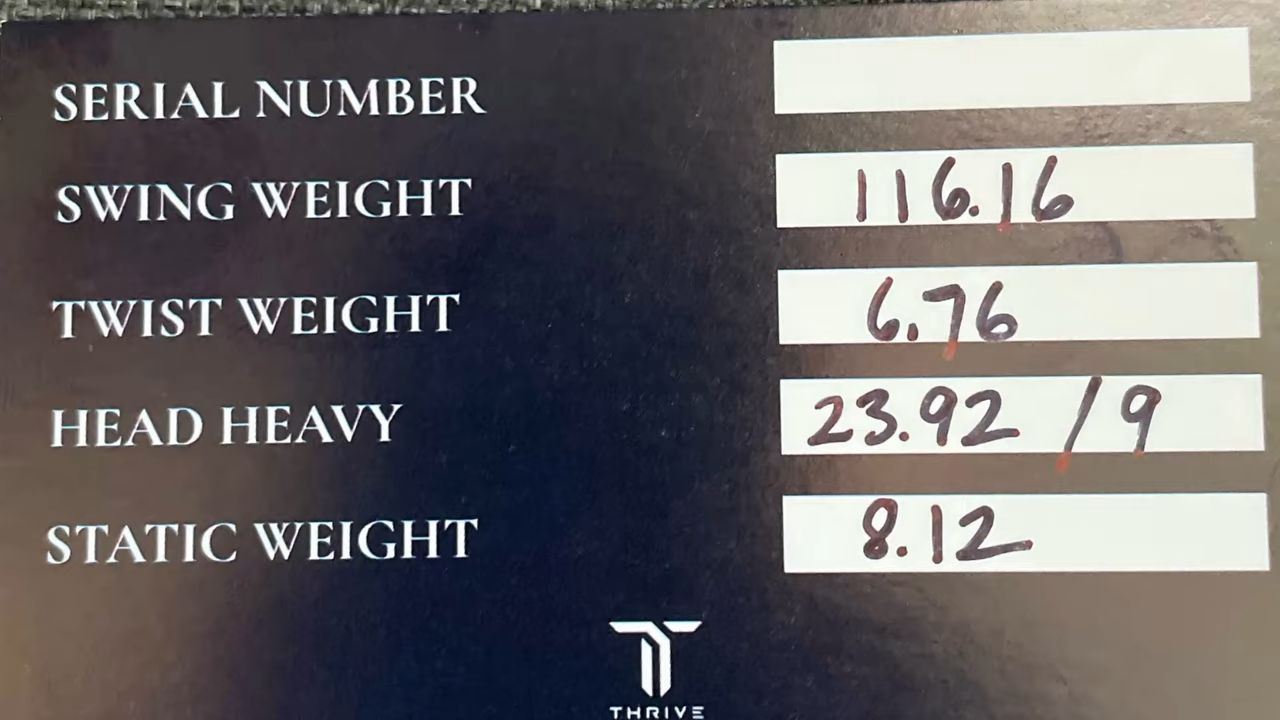 SERIAL NUMBER
SWING WEIGHT 116.16
TWIST WEIGHT 6.76
HEAD HEAVY 23.92 / 9
STATIC WEIGHT 8.12
THRIVE